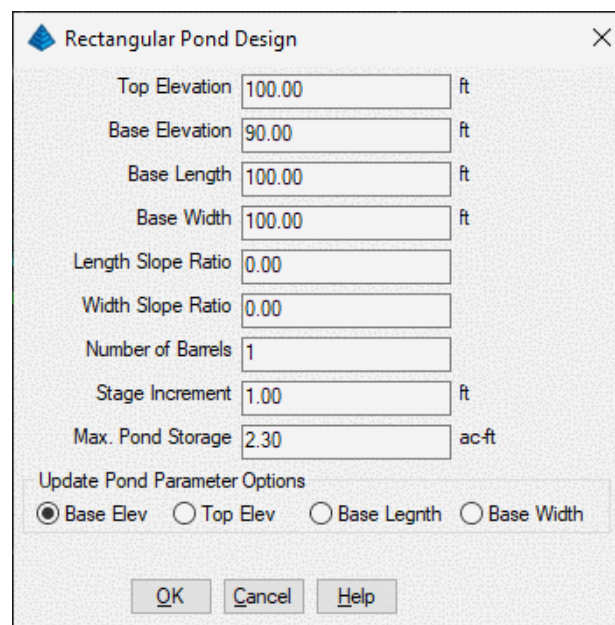 Rectangular Pond Design
Top Elevation 100.00 ft
Base Elevation 90.00 ft
Base Length 100.00 ft
Base Width 100.00 ft
Length Slope Ratio 0.00
Width Slope Ratio 0.00
Number of Barrels 1
Stage Increment 1.00 ft
Max. Pond Storage 2.30 ac-ft
Update Pond Parameter Options
Base Elev Top Elev Base Legnth Base Width
OK Cancel Help